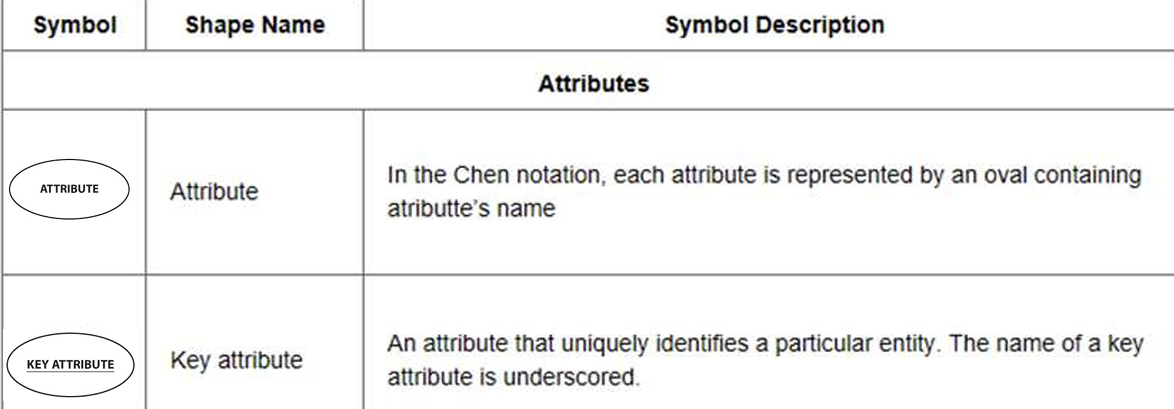 Symbol Shape Name Symbol Description
Attributes
ATTRIBUTE
Attribute
In the Chen notation, each attribute is represented by an oval containing
atributte's name
KEY ATTRIBUTE
Key attribute
An attribute that uniquely identifies a particular entity. The name of a key
attribute is underscored.